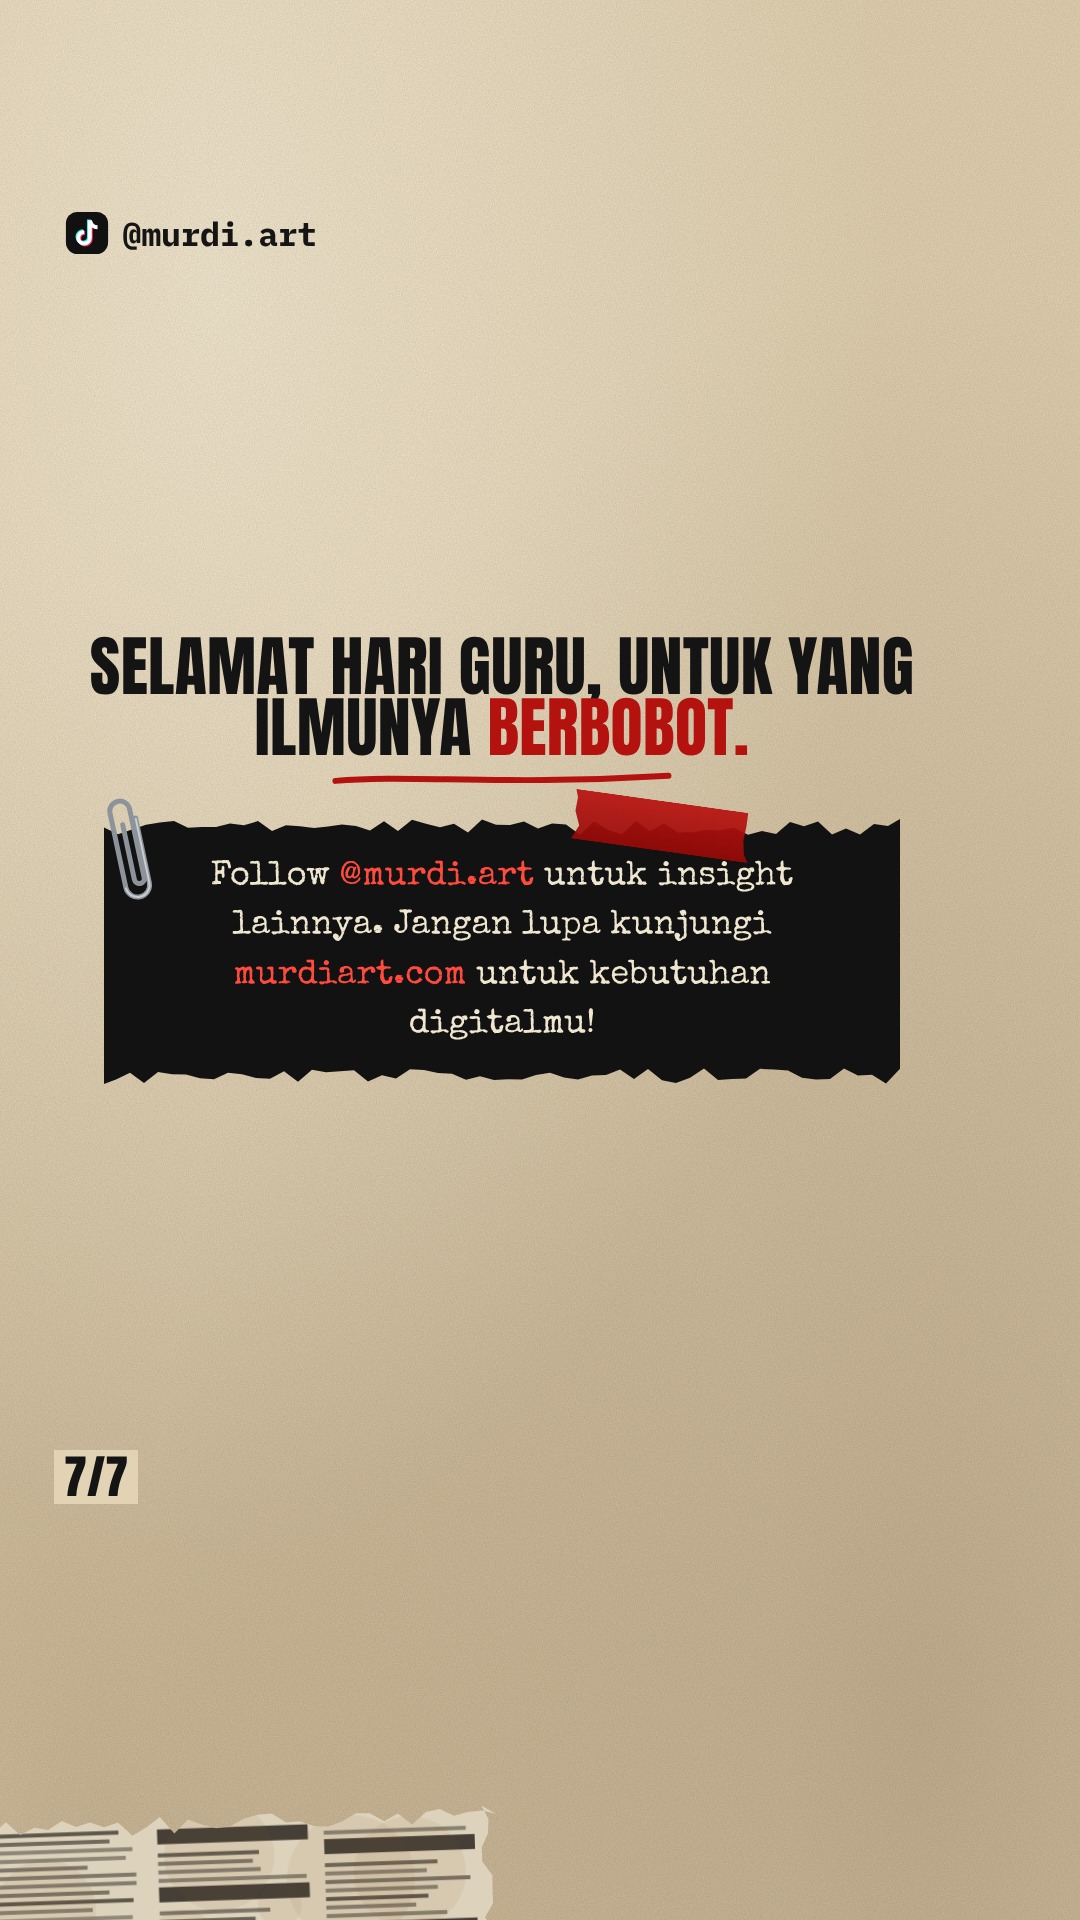 @murdi.art
SELAMAT HARI GURU, UNTUK YANG
ILMUNYA BERBOBOT.
Follow @murdi.art untuk insight
lainnya. Jangan lupa kunjungi
murdiart.com untuk kebutuhan
digitalmu!
7/7